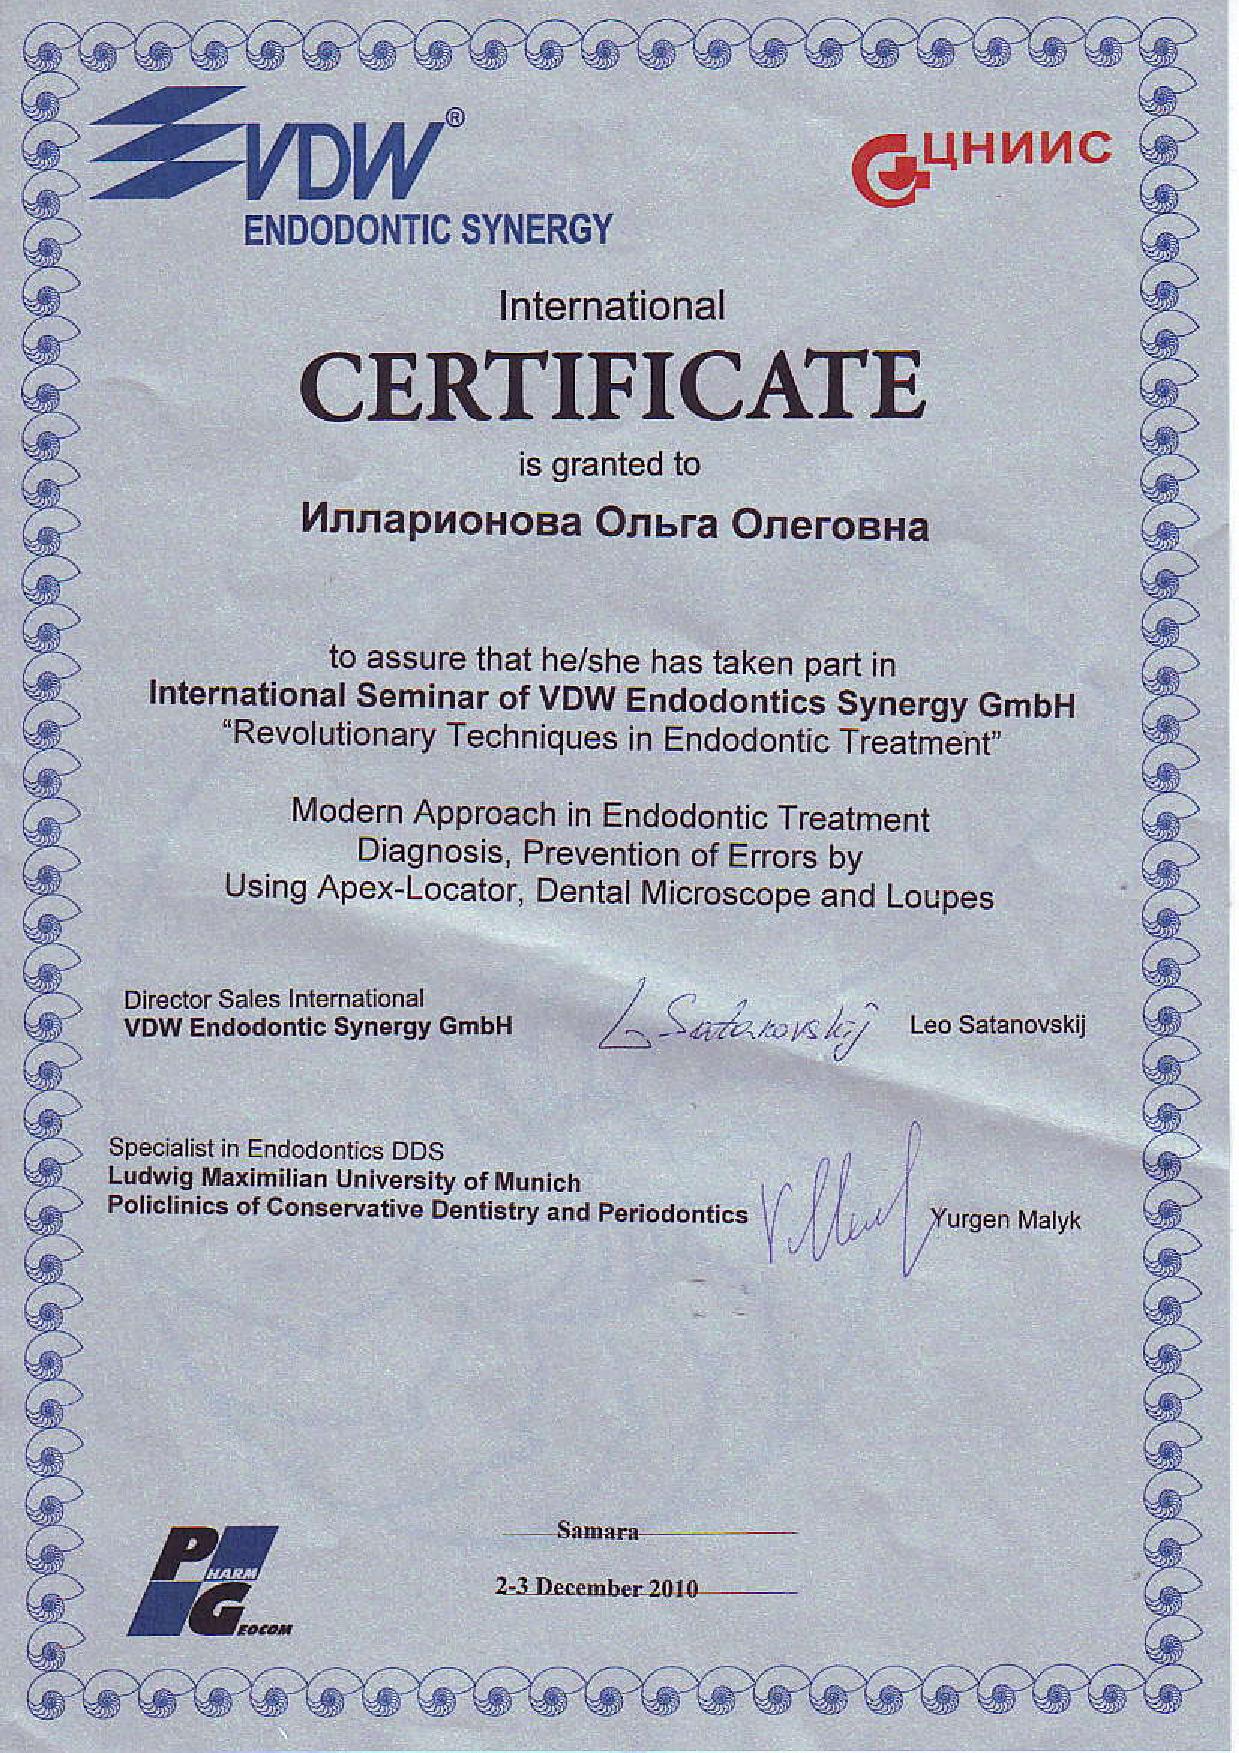 VDW®
ENDODONTIC SYNERGY
ЦНИИС
International
CERTIFICATE
is granted to
Илларионова Ольга Олеговна
to assure that he/she has taken part in
International Seminar of VDW Endodontics Synergy GmbH
“Revolutionary Techniques in Endodontic Treatment”
Modern Approach in Endodontic Treatment
Diagnosis, Prevention of Errors by
Using Apex-Locator, Dental Microscope and Loupes
Director Sales International
VDW Endodontic Synergy GmbH
L Satanovskij
Leo Satanovskij
Specialist in Endodontics DDS
Ludwig Maximilian University of Munich
Policlinics of Conservative Dentistry and Periodontics
Yurgen Malyk
Samara
2-3 December 2010
PHARM
GEOCOM